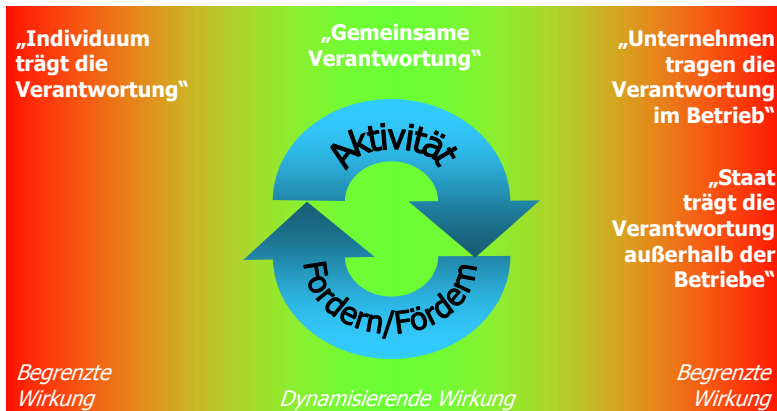 „Individuum
trägt die
Verantwortung“
„Gemeinsame
Verantwortung“
„Unternehmen
tragen die
Verantwortung
im Betrieb“
„Staat
trägt die
Verantwortung
außerhalb der
Betriebe“
Aktivität
Fordern/Fördern
Begrenzte
Wirkung
Dynamisierende Wirkung
Begrenzte
Wirkung